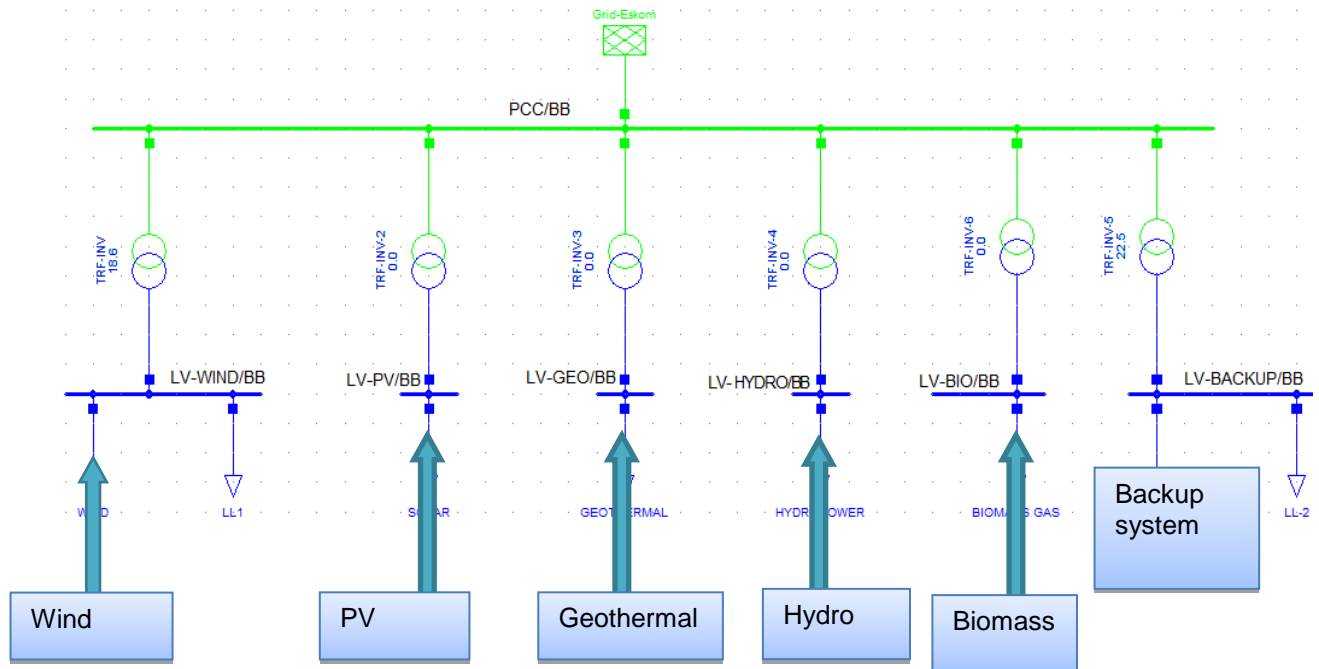 Grid-Eskom
PCC/BB
TRF-INV
18.6
TRF-INV-2
0.0
TRF-INV-3
0.0
TRF-INV-4
0.0
TRF-INV-6
0.0
TRF-INV-5
22.5
LV-WIND/BB
LV-PV/BB
LV-GEO/BB
LV-HYDRO/BB
LV-BIO/BB
LV-BACKUP/BB
LL1
GAS
LL-2
Backup
system
Wind
PV
Geothermal
Hydro
Biomass